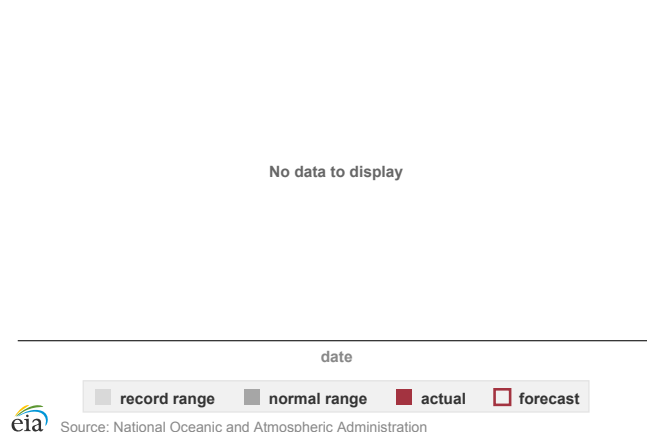 No data to display
date
record range normal range actual forecast
eia
Source: National Oceanic and Atmospheric Administration